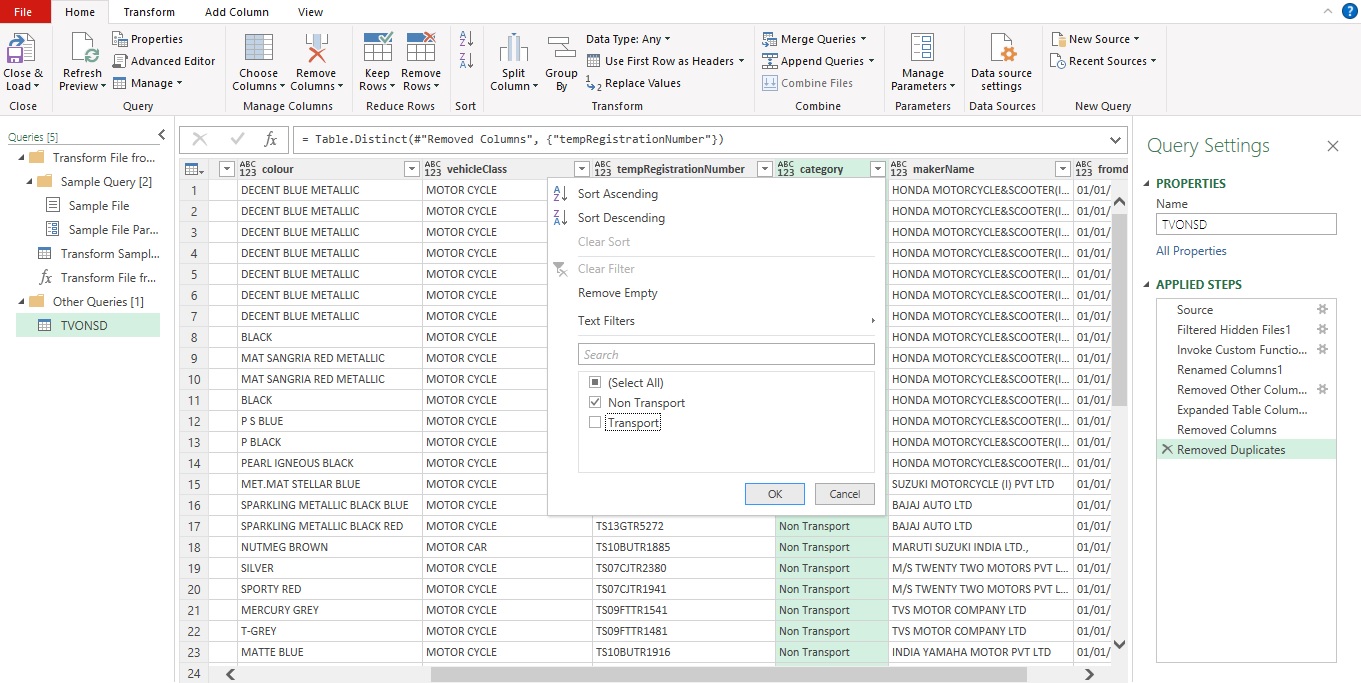 File Home Transform Add Column View
Close & Load
Close
Refresh Preview
Properties
Advanced Editor
Manage
Query
Choose Columns
Remove Columns
Manage Columns
Keep Rows
Remove Rows
Reduce Rows
Sort
Split Column
Group By
Data Type: Any
Use First Row as Headers
Replace Values
Transform
Merge Queries
Append Queries
Combine Files
Combine
Manage Parameters
Parameters
Data source settings
Data Sources
New Source
Recent Sources
New Query
Queries [5]
Transform File fro...
Sample Query [2]
Sample File
Sample File Par...
Transform Sampl...
Transform File fr...
Other Queries [1]
TVONSD
fx = Table.Distinct(#"Removed Columns", {"tempRegistrationNumber"})
ABC 123 colour ABC 123 vehicleClass ABC 123 tempRegistrationNumber ABC 123 category ABC 123 makerName ABC 123 fromd
1 DECENT BLUE METALLIC MOTOR CYCLE HONDA MOTORCYCLE&SCOOTER(I... 01/01/
2 DECENT BLUE METALLIC MOTOR CYCLE HONDA MOTORCYCLE&SCOOTER(I... 01/01/
3 DECENT BLUE METALLIC MOTOR CYCLE HONDA MOTORCYCLE&SCOOTER(I... 01/01/
4 DECENT BLUE METALLIC MOTOR CYCLE HONDA MOTORCYCLE&SCOOTER(I... 01/01/
5 DECENT BLUE METALLIC MOTOR CYCLE HONDA MOTORCYCLE&SCOOTER(I... 01/01/
6 DECENT BLUE METALLIC MOTOR CYCLE HONDA MOTORCYCLE&SCOOTER(I... 01/01/
7 DECENT BLUE METALLIC MOTOR CYCLE HONDA MOTORCYCLE&SCOOTER(I... 01/01/
8 BLACK MOTOR CYCLE HONDA MOTORCYCLE&SCOOTER(I... 01/01/
9 MAT SANGRIA RED METALLIC MOTOR CYCLE HONDA MOTORCYCLE&SCOOTER(I... 01/01/
10 MAT SANGRIA RED METALLIC MOTOR CYCLE HONDA MOTORCYCLE&SCOOTER(I... 01/01/
11 BLACK MOTOR CYCLE HONDA MOTORCYCLE&SCOOTER(I... 01/01/
12 P S BLUE MOTOR CYCLE HONDA MOTORCYCLE&SCOOTER(I... 01/01/
13 P BLACK MOTOR CYCLE HONDA MOTORCYCLE&SCOOTER(I... 01/01/
14 PEARL IGNEOUS BLACK MOTOR CYCLE HONDA MOTORCYCLE&SCOOTER(I... 01/01/
15 MET.MAT STELLAR BLUE MOTOR CYCLE SUZUKI MOTORCYCLE (I) PVT LTD 01/01/
16 SPARKLING METALLIC BLACK BLUE MOTOR CYCLE BAJAJ AUTO LTD 01/01/
17 SPARKLING METALLIC BLACK RED MOTOR CYCLE TS13GTR5272 Non Transport BAJAJ AUTO LTD 01/01/
18 NUTMEG BROWN MOTOR CAR TS10BUTR1885 Non Transport MARUTI SUZUKI INDIA LTD., 01/01/
19 SILVER MOTOR CYCLE TS07CJTR2380 Non Transport M/S TWENTY TWO MOTORS PVT L... 01/01/
20 SPORTY RED MOTOR CYCLE TS07CJTR1941 Non Transport M/S TWENTY TWO MOTORS PVT L... 01/01/
21 MERCURY GREY MOTOR CYCLE TS09FTTR1541 Non Transport TVS MOTOR COMPANY LTD 01/01/
22 T-GREY MOTOR CYCLE TS09FTTR1481 Non Transport TVS MOTOR COMPANY LTD 01/01/
23 MATTE BLUE MOTOR CYCLE TS10BUTR1916 Non Transport INDIA YAMAHA MOTOR PVT LTD 01/01/
24
Sort Ascending
Sort Descending
Clear Sort
Clear Filter
Remove Empty
Text Filters
Search
(Select All)
Non Transport
Transport
OK Cancel
Query Settings
PROPERTIES
Name
TVONSD
All Properties
APPLIED STEPS
Source
Filtered Hidden Files1
Invoke Custom Functio...
Renamed Columns1
Removed Other Colum...
Expanded Table Colum...
Removed Columns
Removed Duplicates